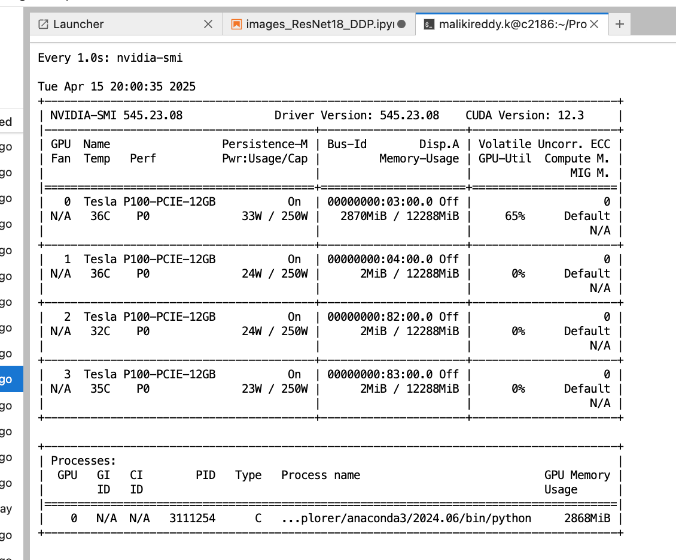 Launcher
images_ResNet18_DDP.ipyı
malikireddy.k@c2186:~/Pro
Every 1.0s: nvidia-smi
Tue Apr 15 20:00:35 2025
NVIDIA-SMI 545.23.08 Driver Version: 545.23.08 CUDA Version: 12.3
GPU Name Persistence-M | Bus-Id Disp.A | Volatile Uncorr. ECC
Fan Temp Perf Pwr:Usage/Cap | Memory-Usage | GPU-Util Compute M.
MIG M.
0 Tesla P100-PCIE-12GB On | 00000000:03:00.0 Off | 0
N/A 36C P0 33W / 250W | 2870MiB / 12288MiB | 65% Default
N/A
1 Tesla P100-PCIE-12GB On | 00000000:04:00.0 Off | 0
N/A 36C P0 24W / 250W | 2MiB / 12288MiB | 0% Default
N/A
2 Tesla P100-PCIE-12GB On | 00000000:82:00.0 Off | 0
N/A 32C P0 24W / 250W | 2MiB / 12288MiB | 0% Default
N/A
3 Tesla P100-PCIE-12GB On | 00000000:83:00.0 Off | 0
N/A 35C P0 23W / 250W | 2MiB / 12288MiB | 0% Default
N/A
Processes:
GPU GI CI PID Type Process name GPU Memory
ID ID Usage
0 N/A N/A 3111254 C ...plorer/anaconda3/2024.06/bin/python 2868MiB
ed
go
go
go
go
go
go
go
go
go
go
go
go
go
go
ay
go